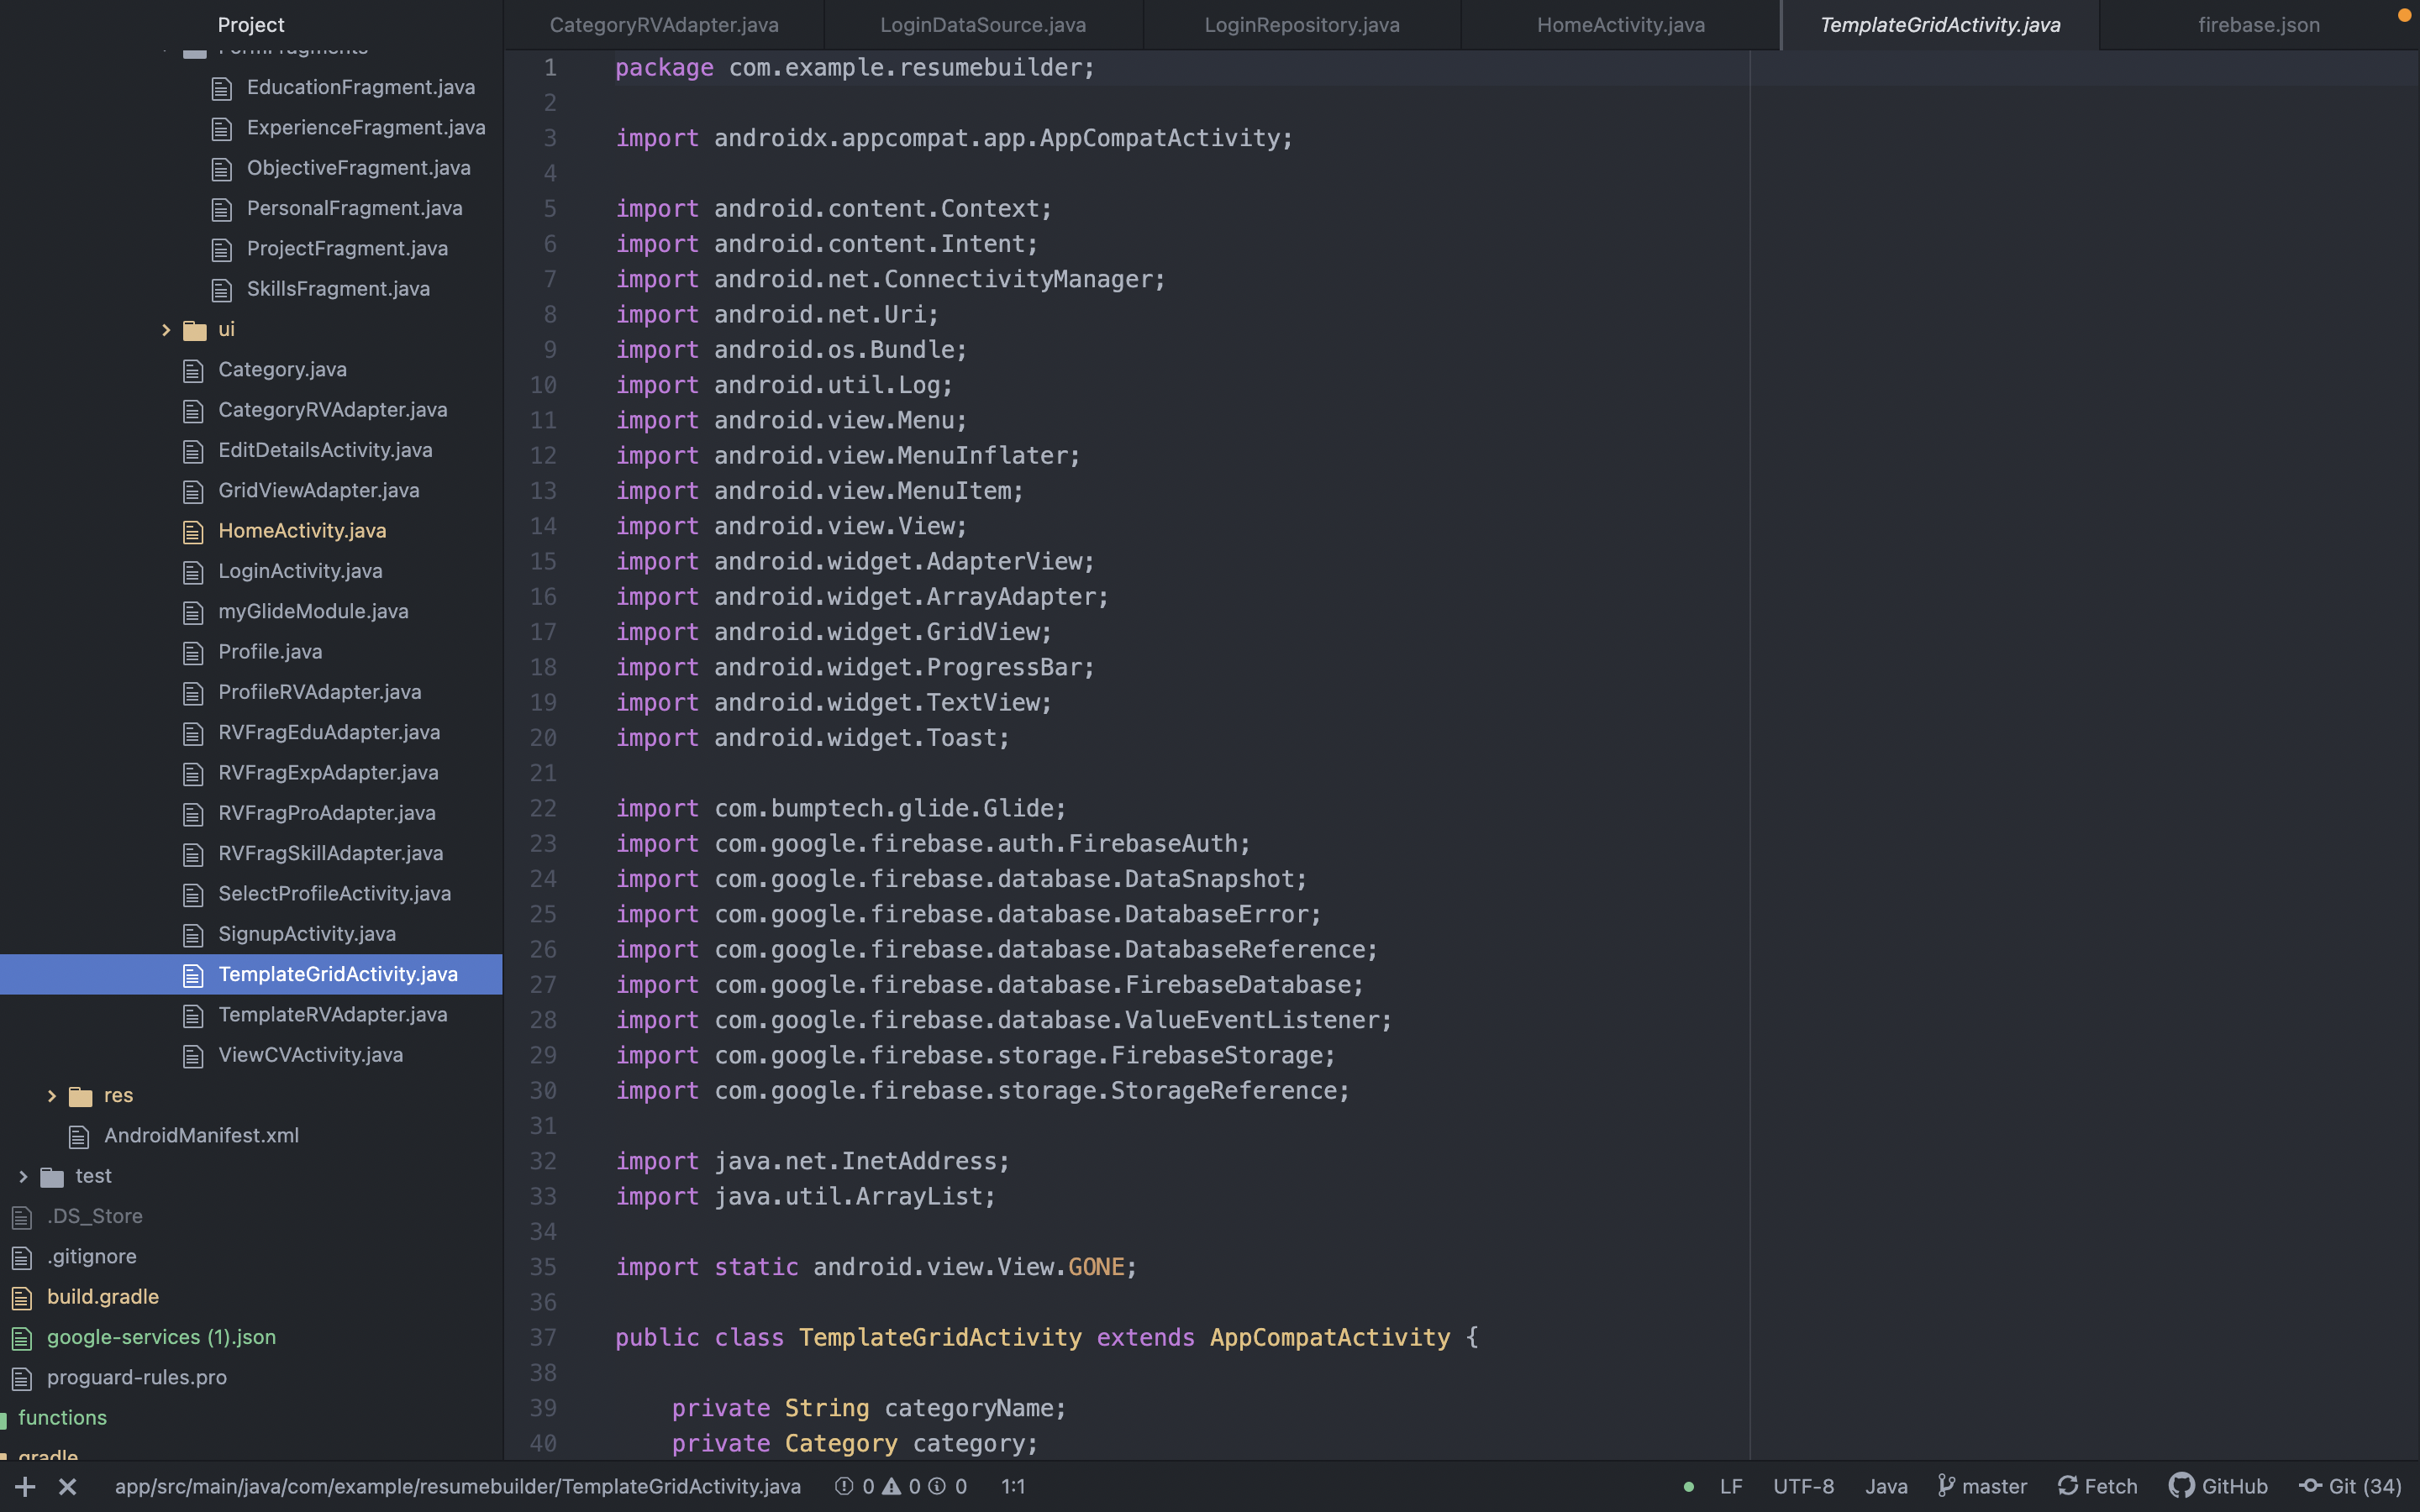 Project
FormFragments
EducationFragment.java
ExperienceFragment.java
ObjectiveFragment.java
PersonalFragment.java
ProjectFragment.java
SkillsFragment.java
ui
Category.java
CategoryRVAdapter.java
EditDetailsActivity.java
GridViewAdapter.java
HomeActivity.java
LoginActivity.java
myGlideModule.java
Profile.java
ProfileRVAdapter.java
RVFragEduAdapter.java
RVFragExpAdapter.java
RVFragProAdapter.java
RVFragSkillAdapter.java
SelectProfileActivity.java
SignupActivity.java
TemplateGridActivity.java
TemplateRVAdapter.java
ViewCVActivity.java
res
AndroidManifest.xml
test
.DS_Store
.gitignore
build.gradle
google-services (1).json
proguard-rules.pro
functions
gradle
CategoryRVAdapter.java LoginDataSource.java LoginRepository.java HomeActivity.java TemplateGridActivity.java firebase.json
1 package com.example.resumebuilder;
2
3 import androidx.appcompat.app.AppCompatActivity;
4
5 import android.content.Context;
6 import android.content.Intent;
7 import android.net.ConnectivityManager;
8 import android.net.Uri;
9 import android.os.Bundle;
10 import android.util.Log;
11 import android.view.Menu;
12 import android.view.MenuInflater;
13 import android.view.MenuItem;
14 import android.view.View;
15 import android.widget.AdapterView;
16 import android.widget.ArrayAdapter;
17 import android.widget.GridView;
18 import android.widget.ProgressBar;
19 import android.widget.TextView;
20 import android.widget.Toast;
21
22 import com.bumptech.glide.Glide;
23 import com.google.firebase.auth.FirebaseAuth;
24 import com.google.firebase.database.DataSnapshot;
25 import com.google.firebase.database.DatabaseError;
26 import com.google.firebase.database.DatabaseReference;
27 import com.google.firebase.database.FirebaseDatabase;
28 import com.google.firebase.database.ValueEventListener;
29 import com.google.firebase.storage.FirebaseStorage;
30 import com.google.firebase.storage.StorageReference;
31
32 import java.net.InetAddress;
33 import java.util.ArrayList;
34
35 import static android.view.View.GONE;
36
37 public class TemplateGridActivity extends AppCompatActivity {
38
39 private String categoryName;
40 private Category category;
app/src/main/java/com/example/resumebuilder/TemplateGridActivity.java 0 0 0 1:1 LF UTF-8 Java master Fetch GitHub Git (34)